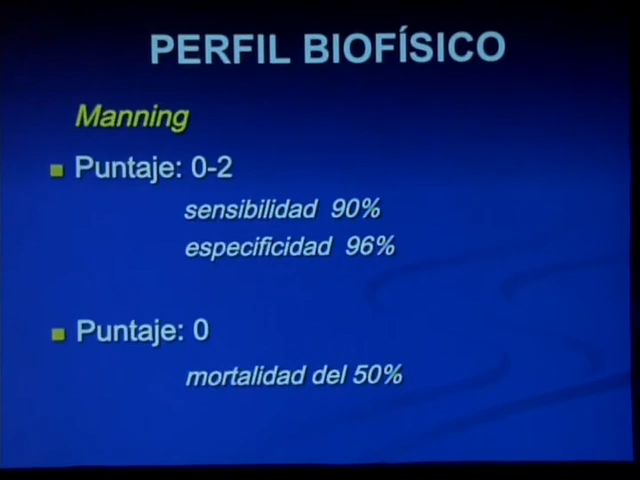 PERFIL BIOFÍSICO
Manning
Puntaje: 0-2
sensibilidad 90%
especificidad 96%
Puntaje: 0
mortalidad del 50%